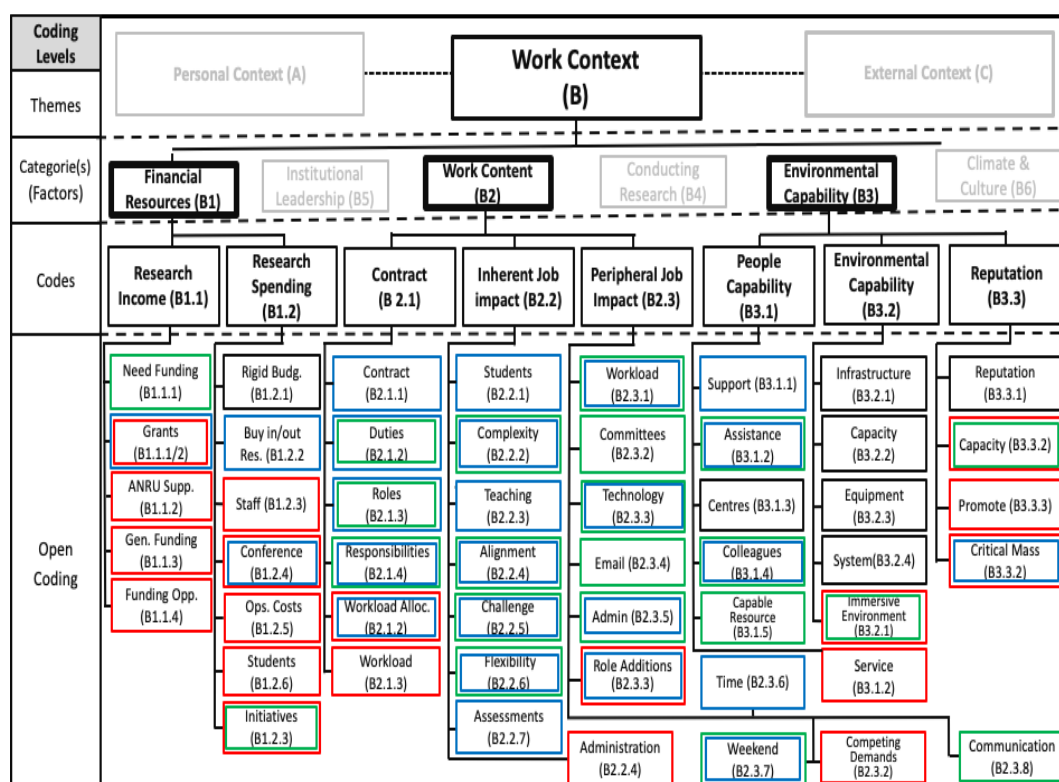 Coding
Levels
Personal Context (A)
Work Context
(B)
External Context (C)
Themes
Categorie(s)
(Factors)
Financial
Resources (B1)
Institutional
Leadership (B5)
Work Content
(B2)
Conducting
Research (B4)
Environmental
Capability (B3)
Climate &
Culture (B6)
Codes
Research
Income (B1.1)
Research
Spending
(B1.2)
Contract
(B 2.1)
Inherent Job
impact (B2.2)
Peripheral Job
Impact (B2.3)
People
Capability
(B3.1)
Environmental
Capability
(B3.2)
Reputation
(B3.3)
Open
Coding
Need Funding
(B1.1.1)
Grants
(B1.1.1/2)
ANRU Supp.
(B1.1.2)
Gen. Funding
(B1.1.3)
Funding Opp.
(B1.1.4)
Rigid Budg.
(B1.2.1)
Buy in/out
Res. (B1.2.2
Staff (B1.2.3)
Conference
(B1.2.4)
Ops. Costs
(B1.2.5)
Students
(B1.2.6)
Initiatives
(B1.2.3)
Contract
(B2.1.1)
Duties
(B2.1.2)
Roles
(B2.1.3)
Responsibilities
(B2.1.4)
Workload Alloc.
(B2.1.2)
Workload
(B2.1.3)
Students
(B2.2.1)
Complexity
(B2.2.2)
Teaching
(B2.2.3)
Alignment
(B2.2.4)
Challenge
(B2.2.5)
Flexibility
(B2.2.6)
Assessments
(B2.2.7)
Workload
(B2.3.1)
Committees
(B2.3.2)
Technology
(B2.3.3)
Email (B2.3.4)
Admin (B2.3.5)
Role Additions
(B2.3.3)
Administration
(B2.2.4)
Support (B3.1.1)
Assistance
(B3.1.2)
Centres (B3.1.3)
Colleagues
(B3.1.4)
Capable
Resource
(B3.1.5)
Time (B2.3.6)
Weekend
(B2.3.7)
Infrastructure
(B3.2.1)
Capacity
(B3.2.2)
Equipment
(B3.2.3)
System(B3.2.4)
Immersive
Environment
(B3.2.1)
Service
(B3.1.2)
Competing
Demands
(B2.3.2)
Reputation
(B3.3.1)
Capacity (B3.3.2)
Promote (B3.3.3)
Critical Mass
(B3.3.2)
Communication
(B2.3.8)